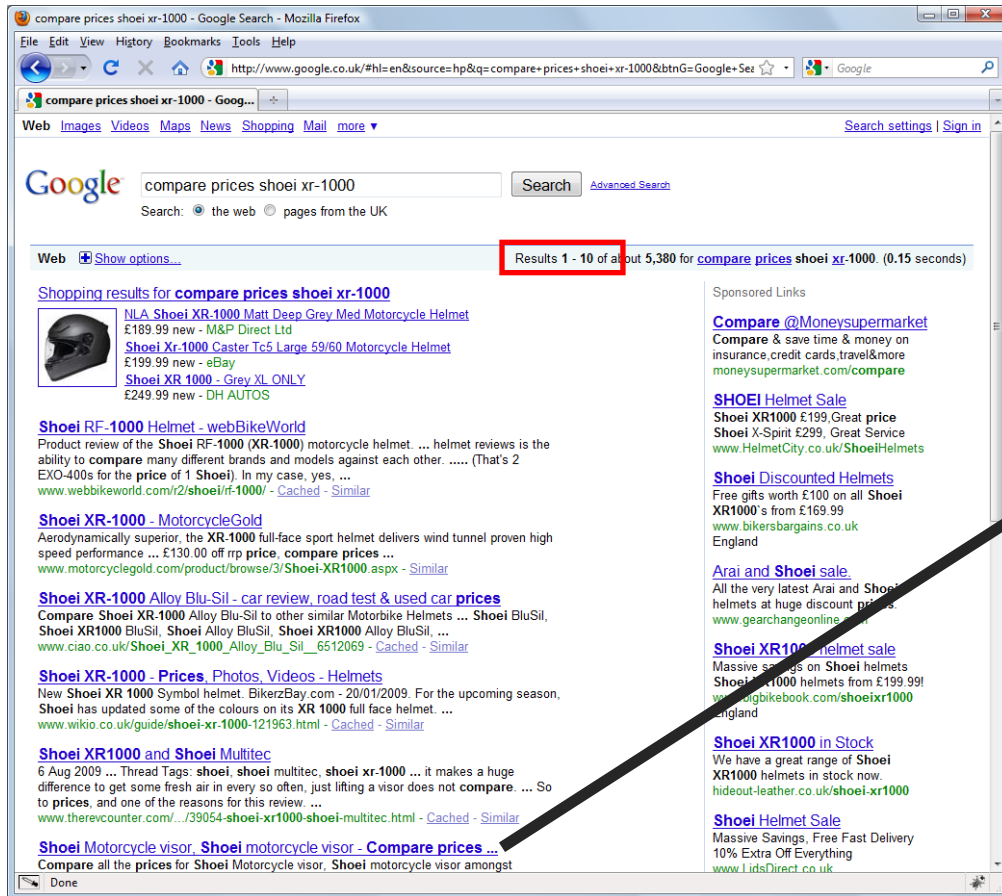 compare prices shoei xr-1000 - Google Search - Mozilla Firefox
File Edit View History Bookmarks Tools Help
http://www.google.co.uk/#hl=en&source=hp&q=compare+prices+shoei+xr-1000&btnG=Google+Sea
Google
compare prices shoei xr-1000 - Goog...
Web Images Videos Maps News Shopping Mail more ▼
Search settings | Sign in
Google
compare prices shoei xr-1000
Search
Advanced Search
Search: the web pages from the UK
Web Show options...
Results 1 - 10 of about 5,380 for compare prices shoei xr-1000. (0.15 seconds)
Shopping results for compare prices shoei xr-1000
NLA Shoei XR-1000 Matt Deep Grey Med Motorcycle Helmet
£189.99 new - M&P Direct Ltd
Shoei Xr-1000 Caster Tc5 Large 59/60 Motorcycle Helmet
£199.99 new - eBay
Shoei XR 1000 - Grey XL ONLY
£249.99 new - DH AUTOS
Shoei RF-1000 Helmet - webBikeWorld
Product review of the Shoei RF-1000 (XR-1000) motorcycle helmet. ... helmet reviews is the
ability to compare many different brands and models against each other. ..... (That's 2
EXO-400s for the price of 1 Shoei). In my case, yes, ...
www.webbikeworld.com/r2/shoei/rf-1000/ - Cached - Similar
Shoei XR-1000 - MotorcycleGold
Aerodynamically superior, the XR-1000 full-face sport helmet delivers wind tunnel proven high
speed performance ... £130.00 off rrp price, compare prices ...
www.motorcyclegold.com/product/browse/3/Shoei-XR1000.aspx - Similar
Shoei XR-1000 Alloy Blu-Sil - car review, road test & used car prices
Compare Shoei XR-1000 Alloy Blu-Sil to other similar Motorbike Helmets ... Shoei BluSil,
Shoei XR1000 BluSil, Shoei Alloy BluSil, Shoei XR1000 Alloy BluSil, ...
www.ciao.co.uk/Shoei_XR_1000_Alloy_Blu_Sil__6512069 - Cached - Similar
Shoei XR-1000 - Prices, Photos, Videos - Helmets
New Shoei XR 1000 Symbol helmet. BikerzBay.com - 20/01/2009. For the upcoming season,
Shoei has updated some of the colours on its XR 1000 full face helmet. ...
www.wikio.co.uk/guide/shoei-xr-1000-121963.html - Cached - Similar
Shoei XR1000 and Shoei Multitec
6 Aug 2009 ... Thread Tags: shoei, shoei multitec, shoei xr-1000 ... it makes a huge
difference to get some fresh air in every so often, just lifting a visor does not compare. ... So
to prices, and one of the reasons for this review. ...
www.therevcounter.com/.../39054-shoei-xr1000-shoei-multitec.html - Cached - Similar
Shoei Motorcycle visor, Shoei motorcycle visor - Compare prices ...
Compare all the prices for Shoei Motorcycle visor, Shoei motorcycle visor amongst
Sponsored Links
Compare @Moneysupermarket
Compare & save time & money on
insurance,credit cards,travel&more
moneysupermarket.com/compare
SHOEI Helmet Sale
Shoei XR1000 £199,Great price
Shoei X-Spirit £299, Great Service
www.HelmetCity.co.uk/ShoeiHelmets
Shoei Discounted Helmets
Free gifts worth £100 on all Shoei
XR1000`s from £169.99
www.bikersbargains.co.uk
England
Arai and Shoei sale.
All the very latest Arai and Shoei
helmets at huge discount prices.
www.gearchangeonline
Shoei XR1000 helmet sale
Massive savings on Shoei helmets
Shoei XR1000 helmets from £199.99!
www.bigbikebook.com/shoeixr1000
England
Shoei XR1000 in Stock
We have a great range of Shoei
XR1000 helmets in stock now.
hideout-leather.co.uk/shoei-xr1000
Shoei Helmet Sale
Massive Savings, Free Fast Delivery
10% Extra Off Everything
www.LidsDirect.co.uk
Done